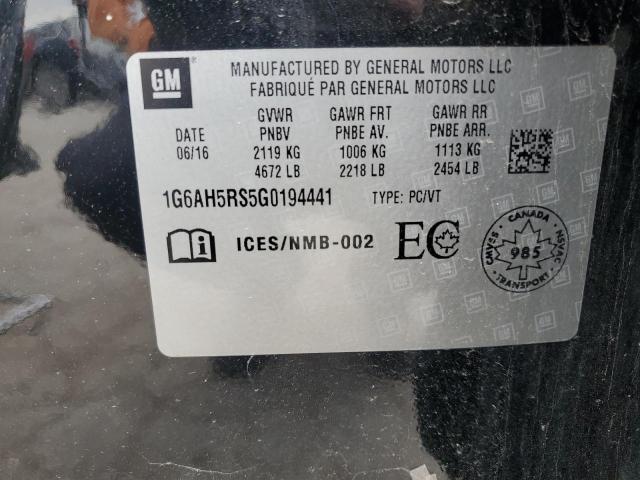 GM
MANUFACTURED BY GENERAL MOTORS LLC
FABRIQUÉ PAR GENERAL MOTORS LLC
GVWR GAWR FRT GAWR RR
DATE PNBV PNBE AV. PNBE ARR.
06/16 2119 KG 1006 KG 1113 KG
4672 LB 2218 LB 2454 LB
1G6AH5RS5G0194441 TYPE: PC/VT
i ICES/NMB-002 EC
CANADA
985
TRANSPORT